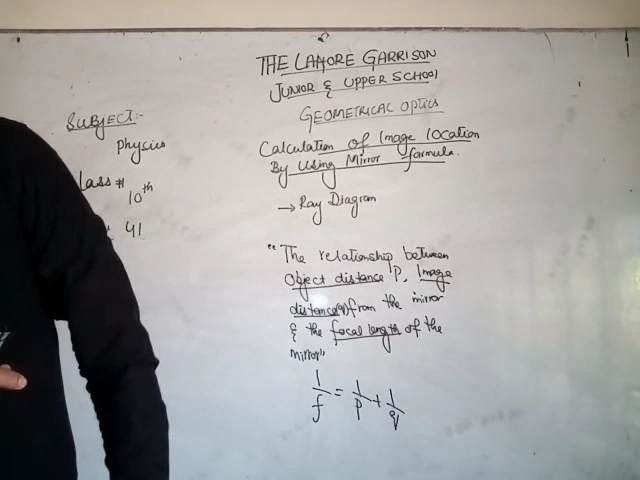 THE LAHORE GARRISON
JUNIOR & UPPER SCHOOL
GEOMETRICAL OPTICS
SUBJECT:-
Physics
Lass #
10th
41
Calculation of Image location
By Using Mirror formula.
→ Ray Diagram
"The relationship between
object distance 'P, Image
distance(q) from the mirror
& the focal length of the
mirror"
1/f = 1/p + 1/q